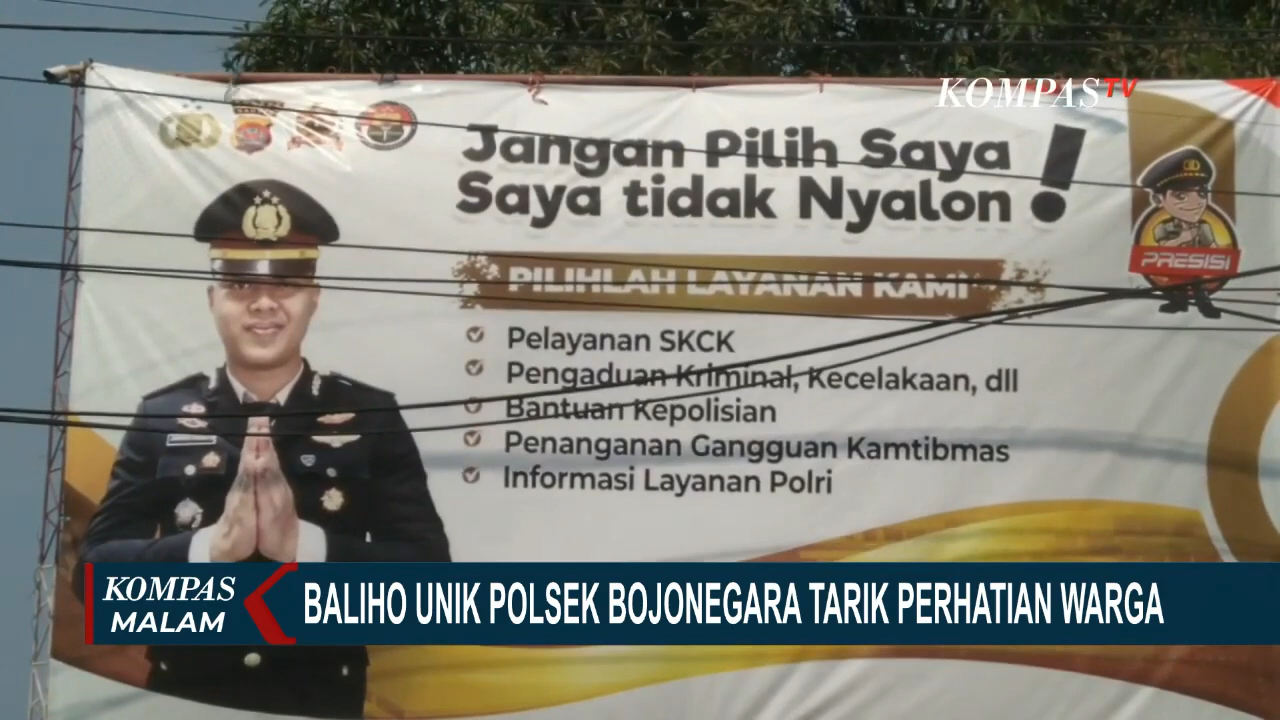 KOMPASTV
Jangan Pilih Saya
Saya tidak Nyalon !
PRESISI
PILIHLAH LAYANAN KAMI
Pelayanan SKCK
Pengaduan Kriminal, Kecelakaan, dll
Bantuan Kepolisian
Penanganan Gangguan Kamtibmas
Informasi Layanan Polri
KOMPAS
MALAM
BALIHO UNIK POLSEK BOJONEGARA TARIK PERHATIAN WARGA